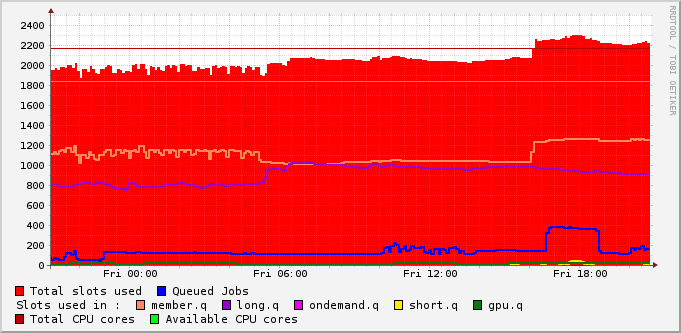 RRDTOOL / TOBI OETIKER
2400
2200
2000
1800
1600
1400
1200
1000
800
600
400
200
0
Fri 00:00 Fri 06:00 Fri 12:00 Fri 18:00
Total slots used Queued Jobs
Slots used in : member.q long.q ondemand.q short.q gpu.q
Total CPU cores Available CPU cores